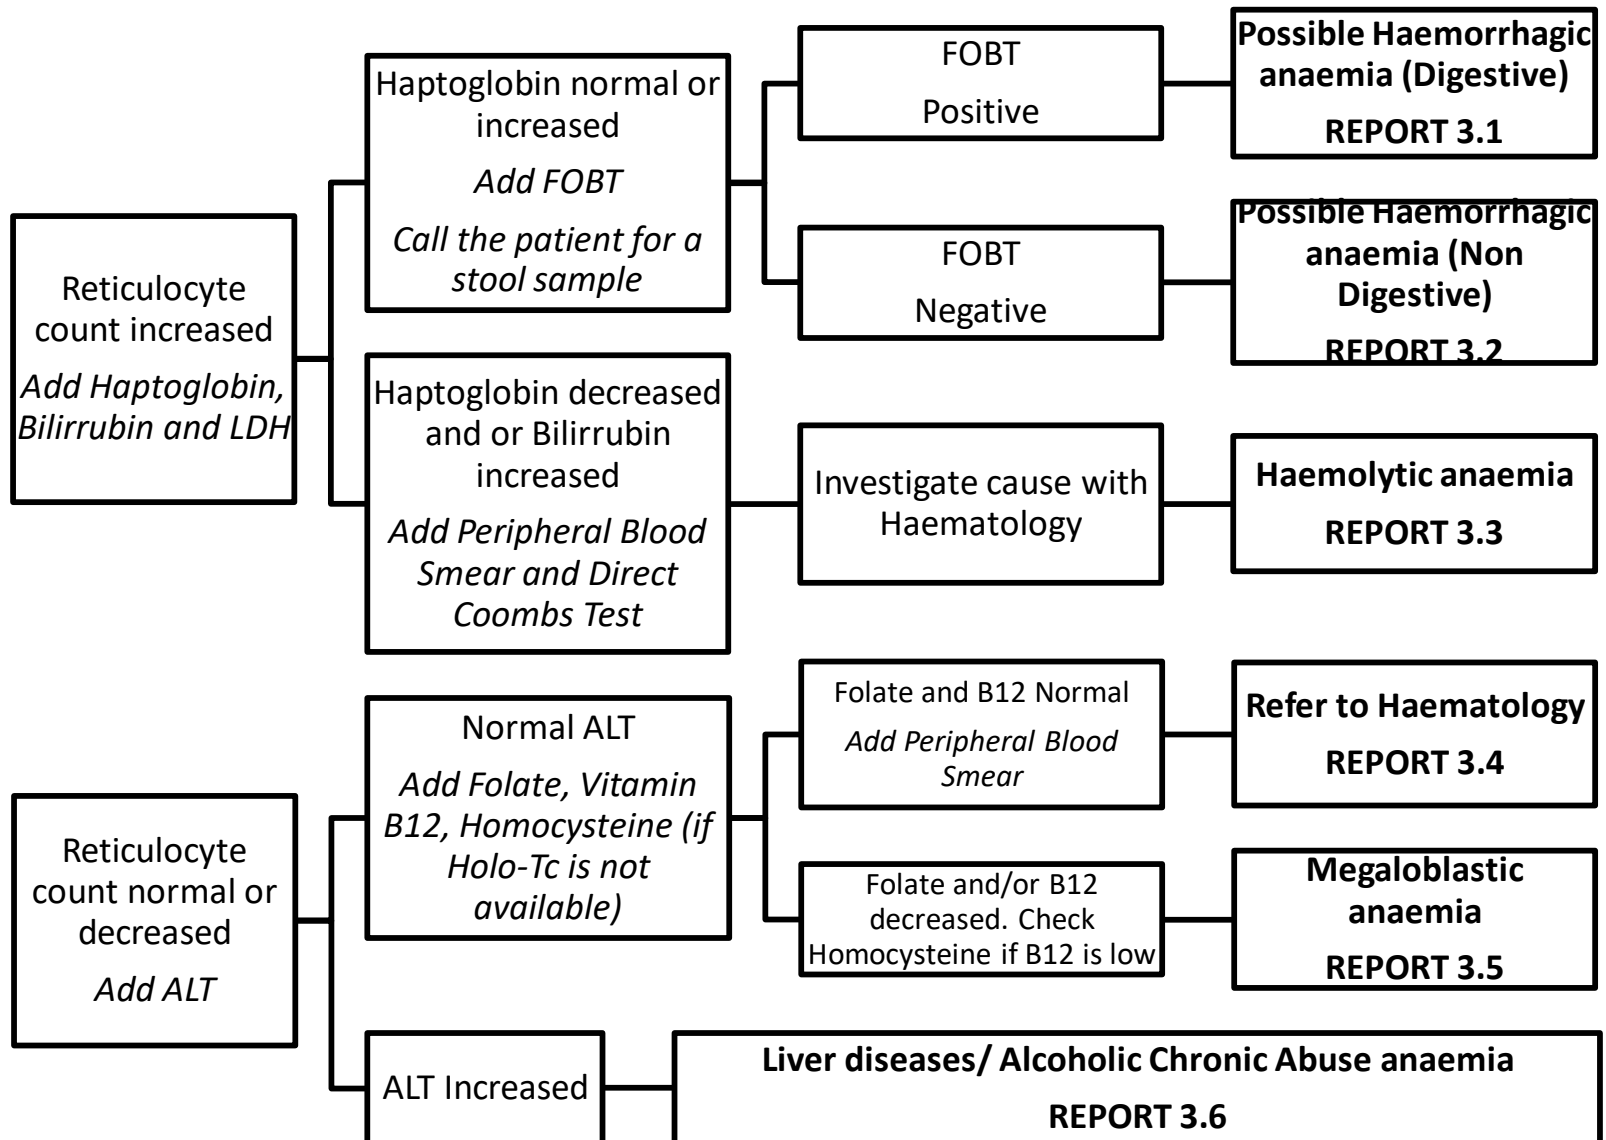 Reticulocyte
count increased
Add Haptoglobin,
Bilirrubin and LDH
Haptoglobin normal or
increased
Add FOBT
Call the patient for a
stool sample
FOBT
Positive
Possible Haemorrhagic
anaemia (Digestive)
REPORT 3.1
FOBT
Negative
Possible Haemorrhagic
anaemia (Non
Digestive)
REPORT 3.2
Haptoglobin decreased
and or Bilirrubin
increased
Add Peripheral Blood
Smear and Direct
Coombs Test
Investigate cause with
Haematology
Haemolytic anaemia
REPORT 3.3
Reticulocyte
count normal or
decreased
Add ALT
Normal ALT
Add Folate, Vitamin
B12, Homocysteine (if
Holo-Tc is not
available)
Folate and B12 Normal
Add Peripheral Blood
Smear
Refer to Haematology
REPORT 3.4
Folate and/or B12
decreased. Check
Homocysteine if B12 is low
Megaloblastic
anaemia
REPORT 3.5
ALT Increased
Liver diseases/ Alcoholic Chronic Abuse anaemia
REPORT 3.6